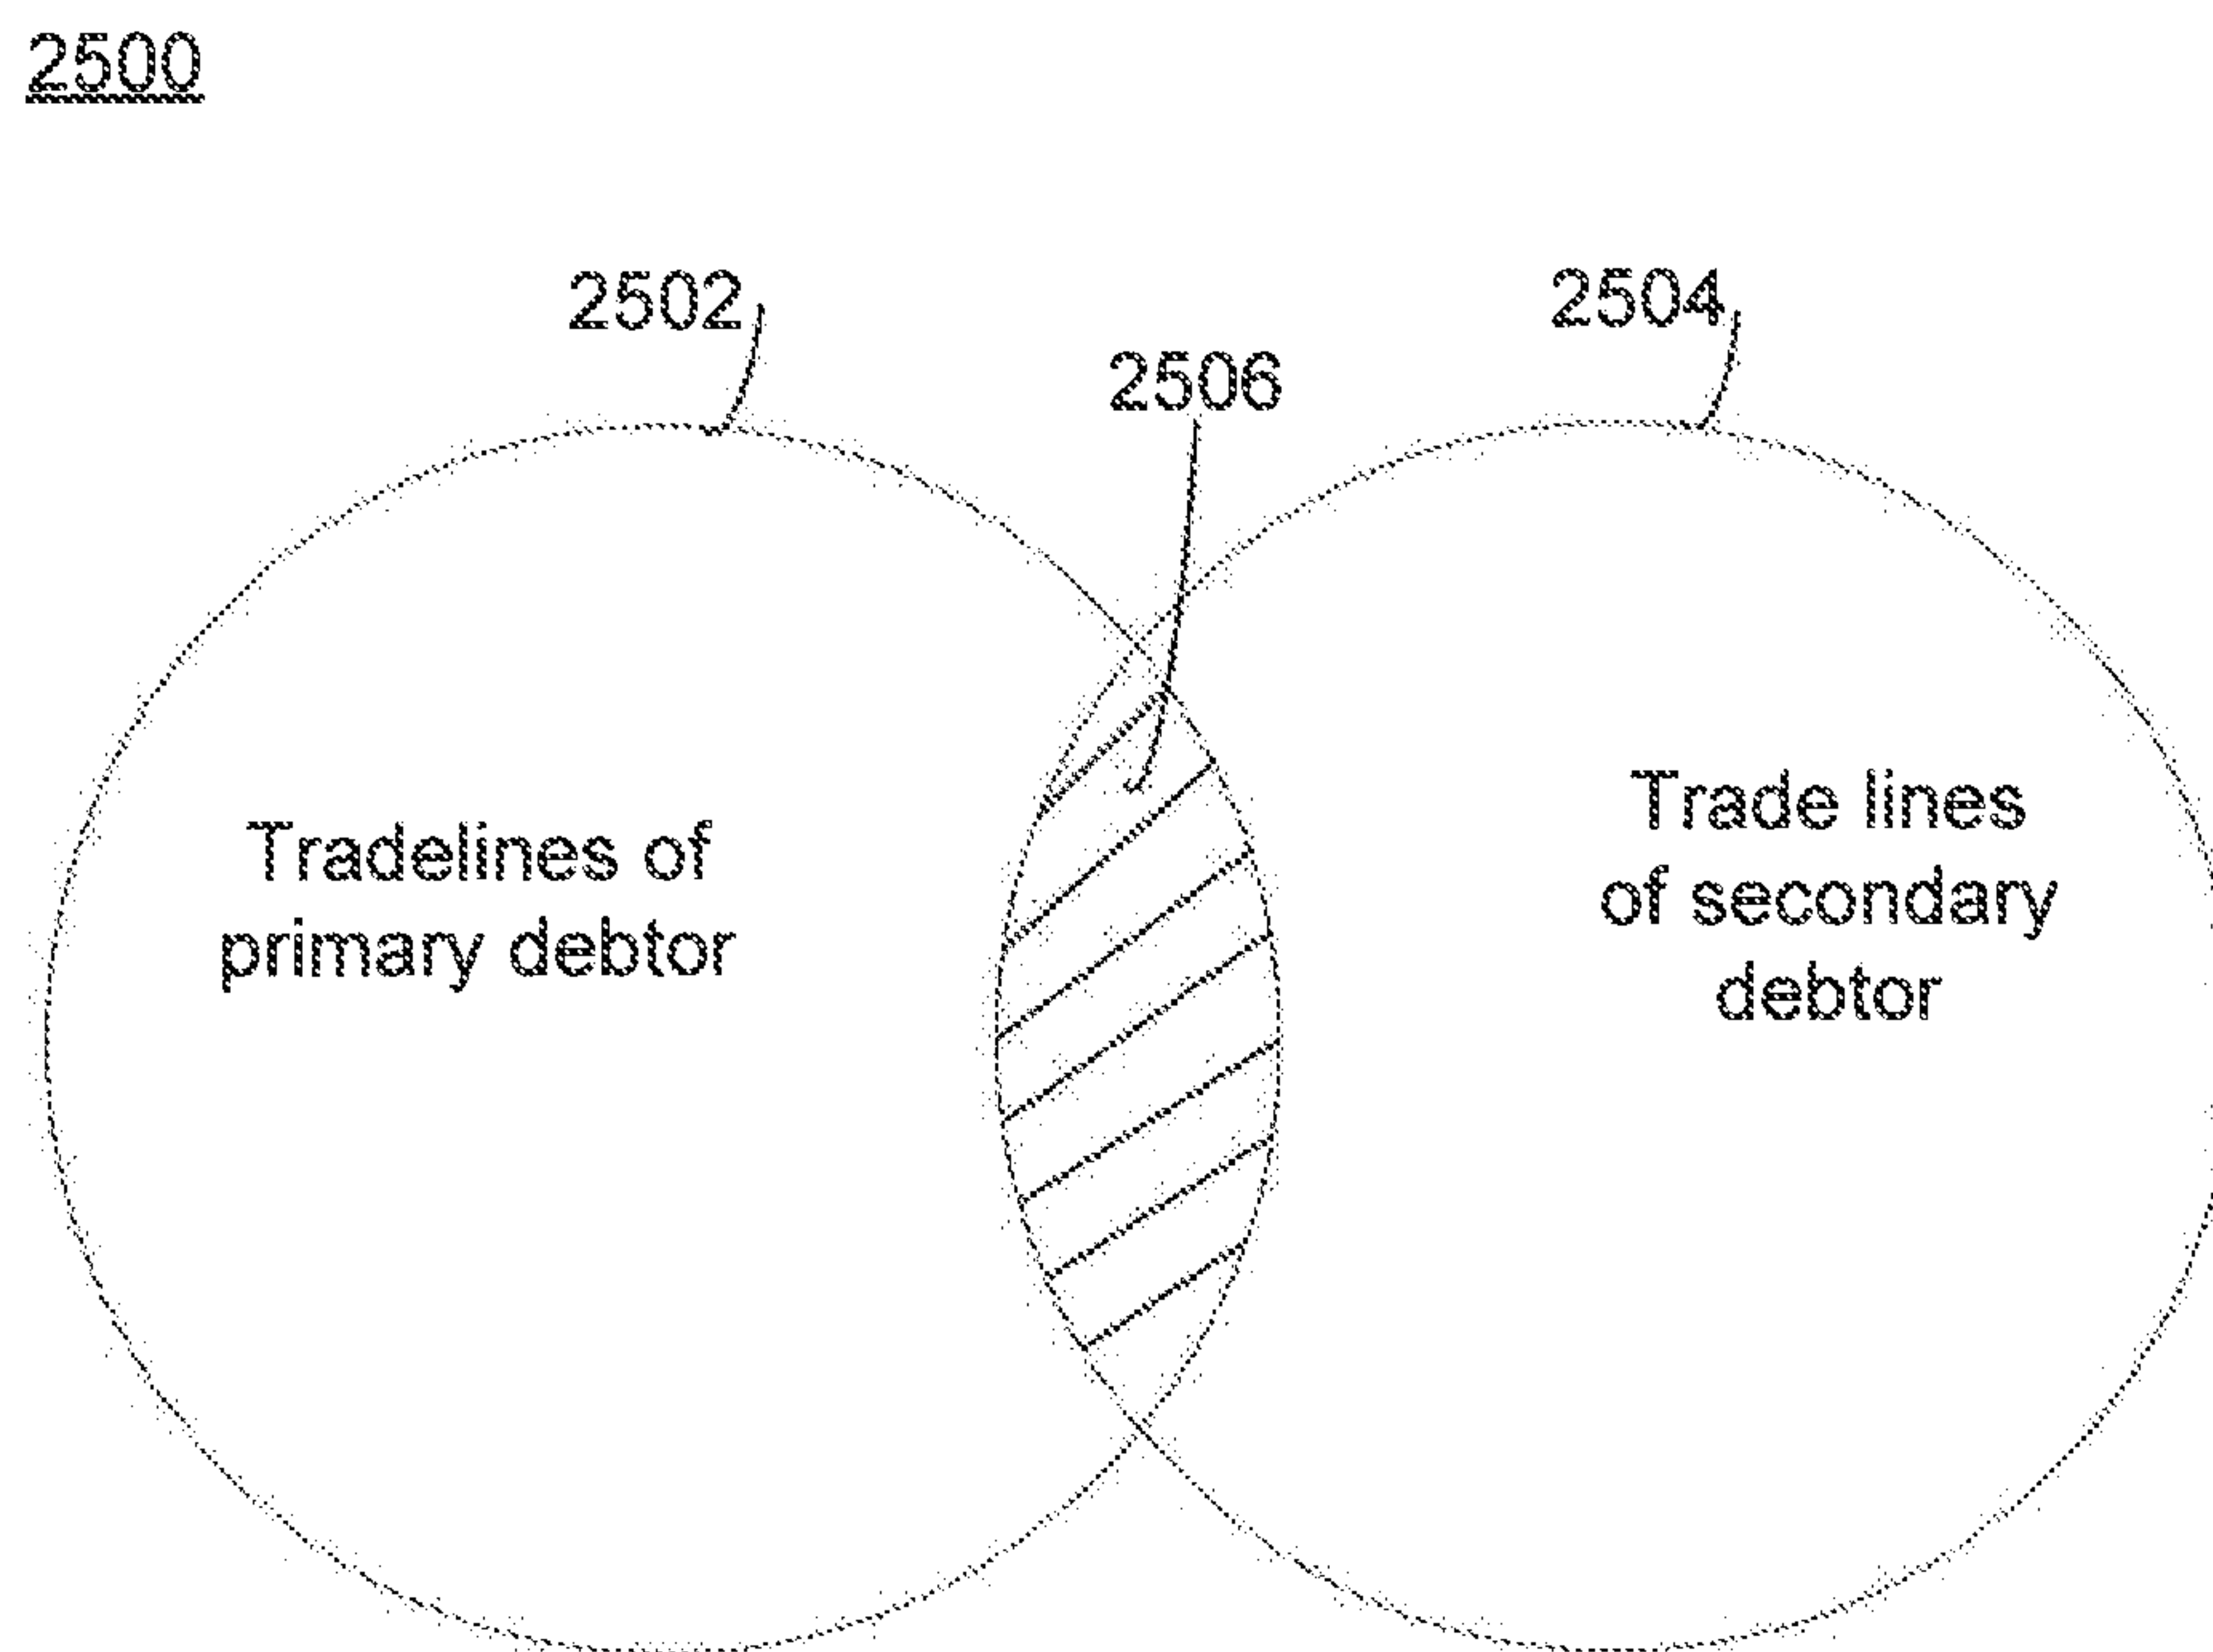 2500
2502
2504
2506
Tradelines of
primary debtor
Trade lines
of secondary
debtor